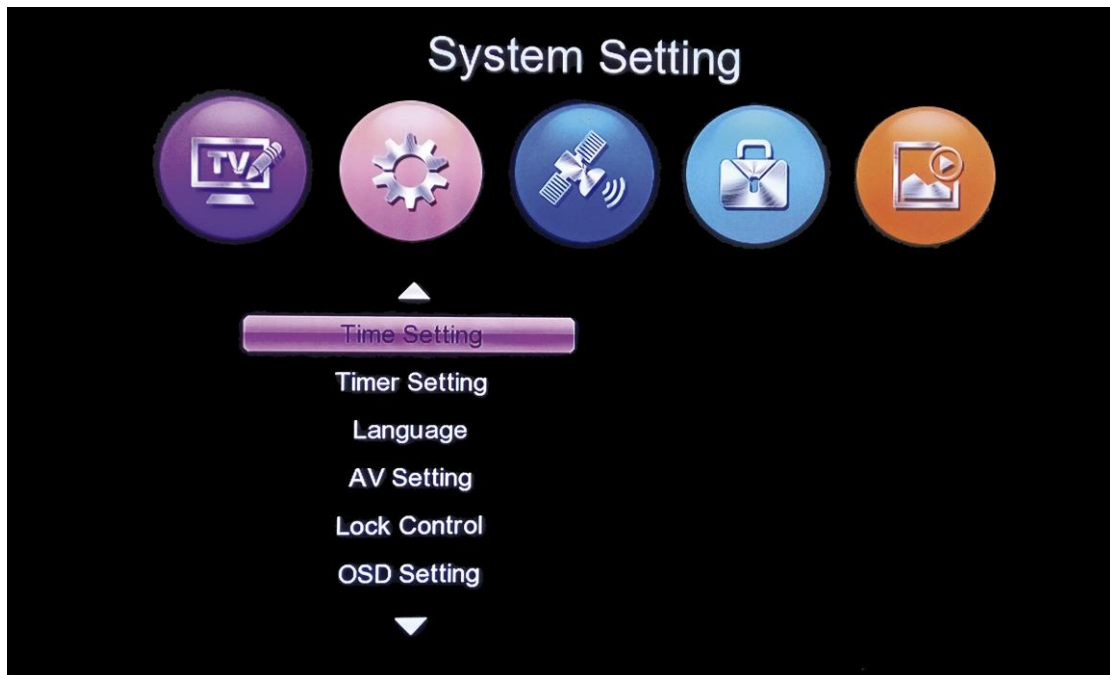 System Setting
TV
Time Setting
Timer Setting
Language
AV Setting
Lock Control
OSD Setting